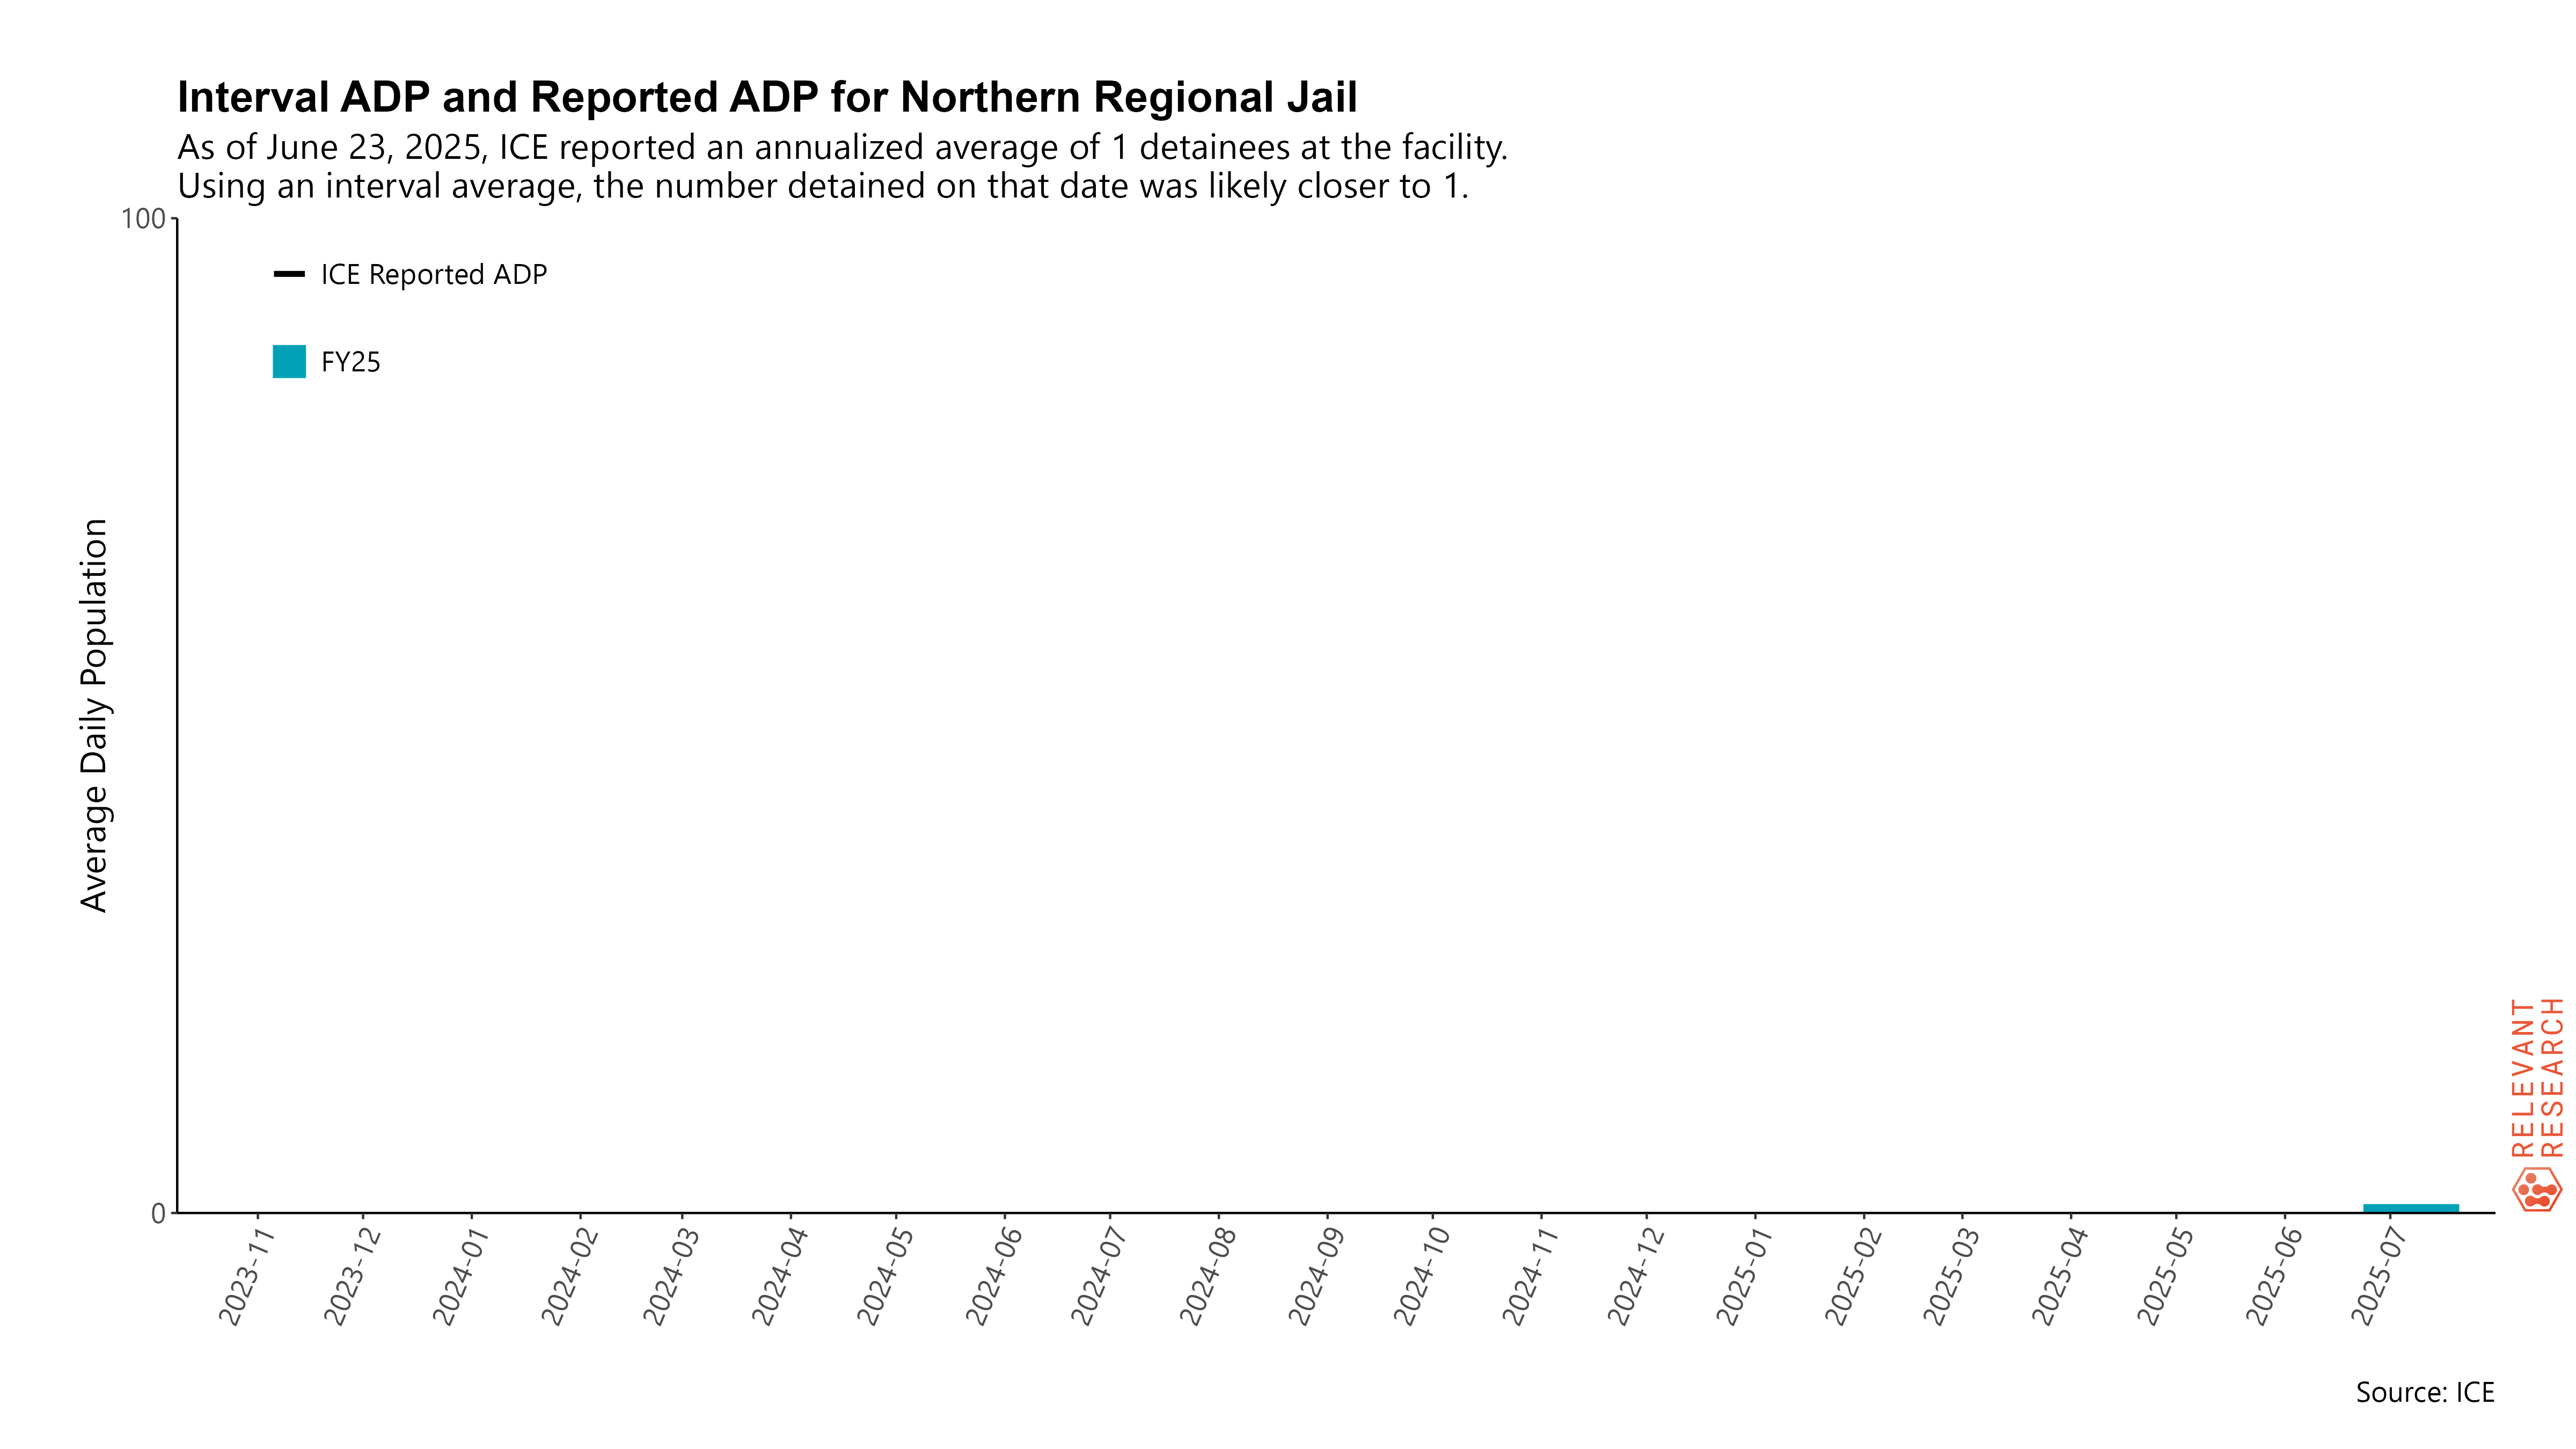 Interval ADP and Reported ADP for Northern Regional Jail
As of June 23, 2025, ICE reported an annualized average of 1 detainees at the facility.
Using an interval average, the number detained on that date was likely closer to 1.
100
ICE Reported ADP
FY25
Average Daily Population
0
2023-11
2023-12
2024-01
2024-02
2024-03
2024-04
2024-05
2024-06
2024-07
2024-08
2024-09
2024-10
2024-11
2024-12
2025-01
2025-02
2025-03
2025-04
2025-05
2025-06
2025-07
RELEVANT
RESEARCH
Source: ICE